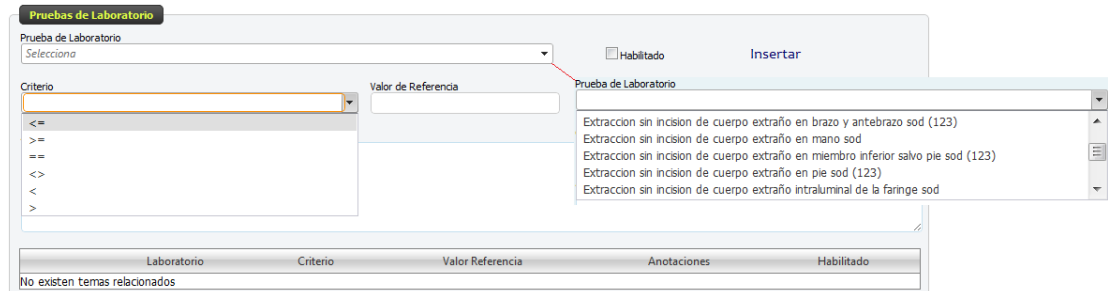 Pruebas de Laboratorio
Prueba de Laboratorio
Selecciona
Habilitado
Insertar
Criterio
Valor de Referencia
<=
>=
==
<>
<
>
Prueba de Laboratorio
Extraccion sin incision de cuerpo extraño en brazo y antebrazo sod (123)
Extraccion sin incision de cuerpo extraño en mano sod
Extraccion sin incision de cuerpo extraño en miembro inferior salvo pie sod (123)
Extraccion sin incision de cuerpo extraño en pie sod (123)
Extraccion sin incision de cuerpo extraño intraluminal de la faringe sod
Laboratorio Criterio Valor Referencia Anotaciones Habilitado
No existen temas relacionados